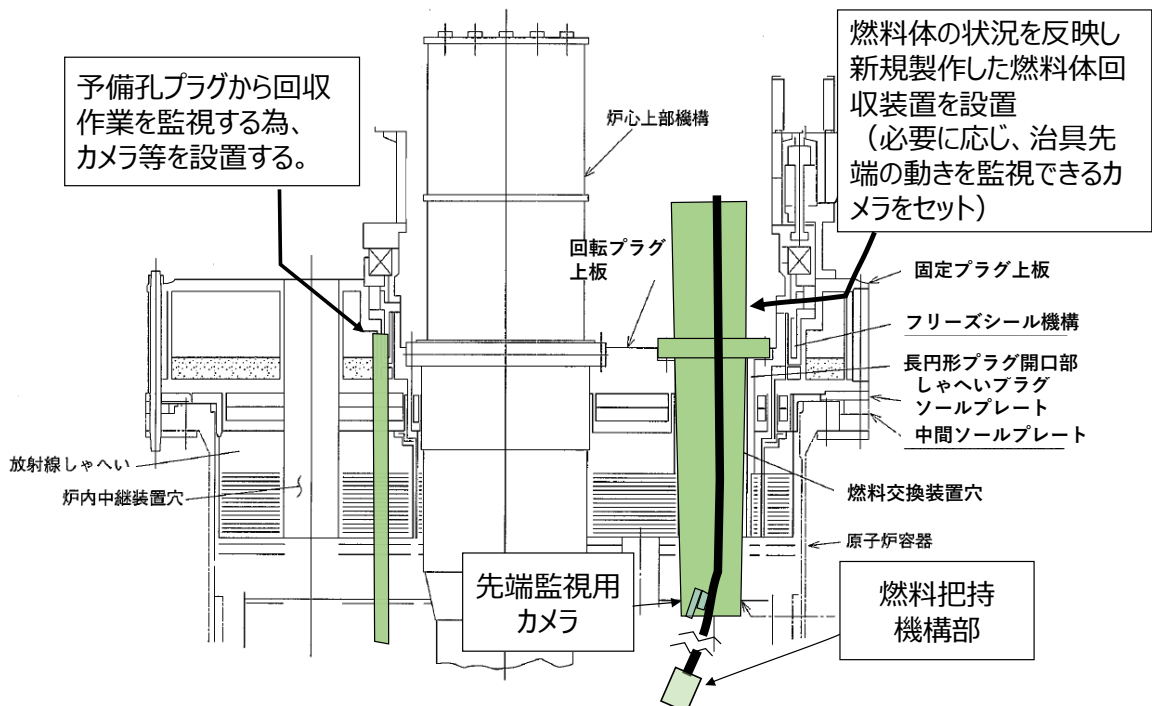 予備孔プラグから回収
作業を監視する為、
カメラ等を設置する。
燃料体の状況を反映し
新規製作した燃料体回
収装置を設置
（必要に応じ、治具先
端の動きを監視できるカ
メラをセット）
炉心上部機構
回転プラグ
上板
固定プラグ上板
フリーズシール機構
長円形プラグ開口部
しゃへいプラグ
ソールプレート
中間ソールプレート
放射線しゃへい
炉内中継装置穴
燃料交換装置穴
原子炉容器
先端監視用
カメラ
燃料把持
機構部